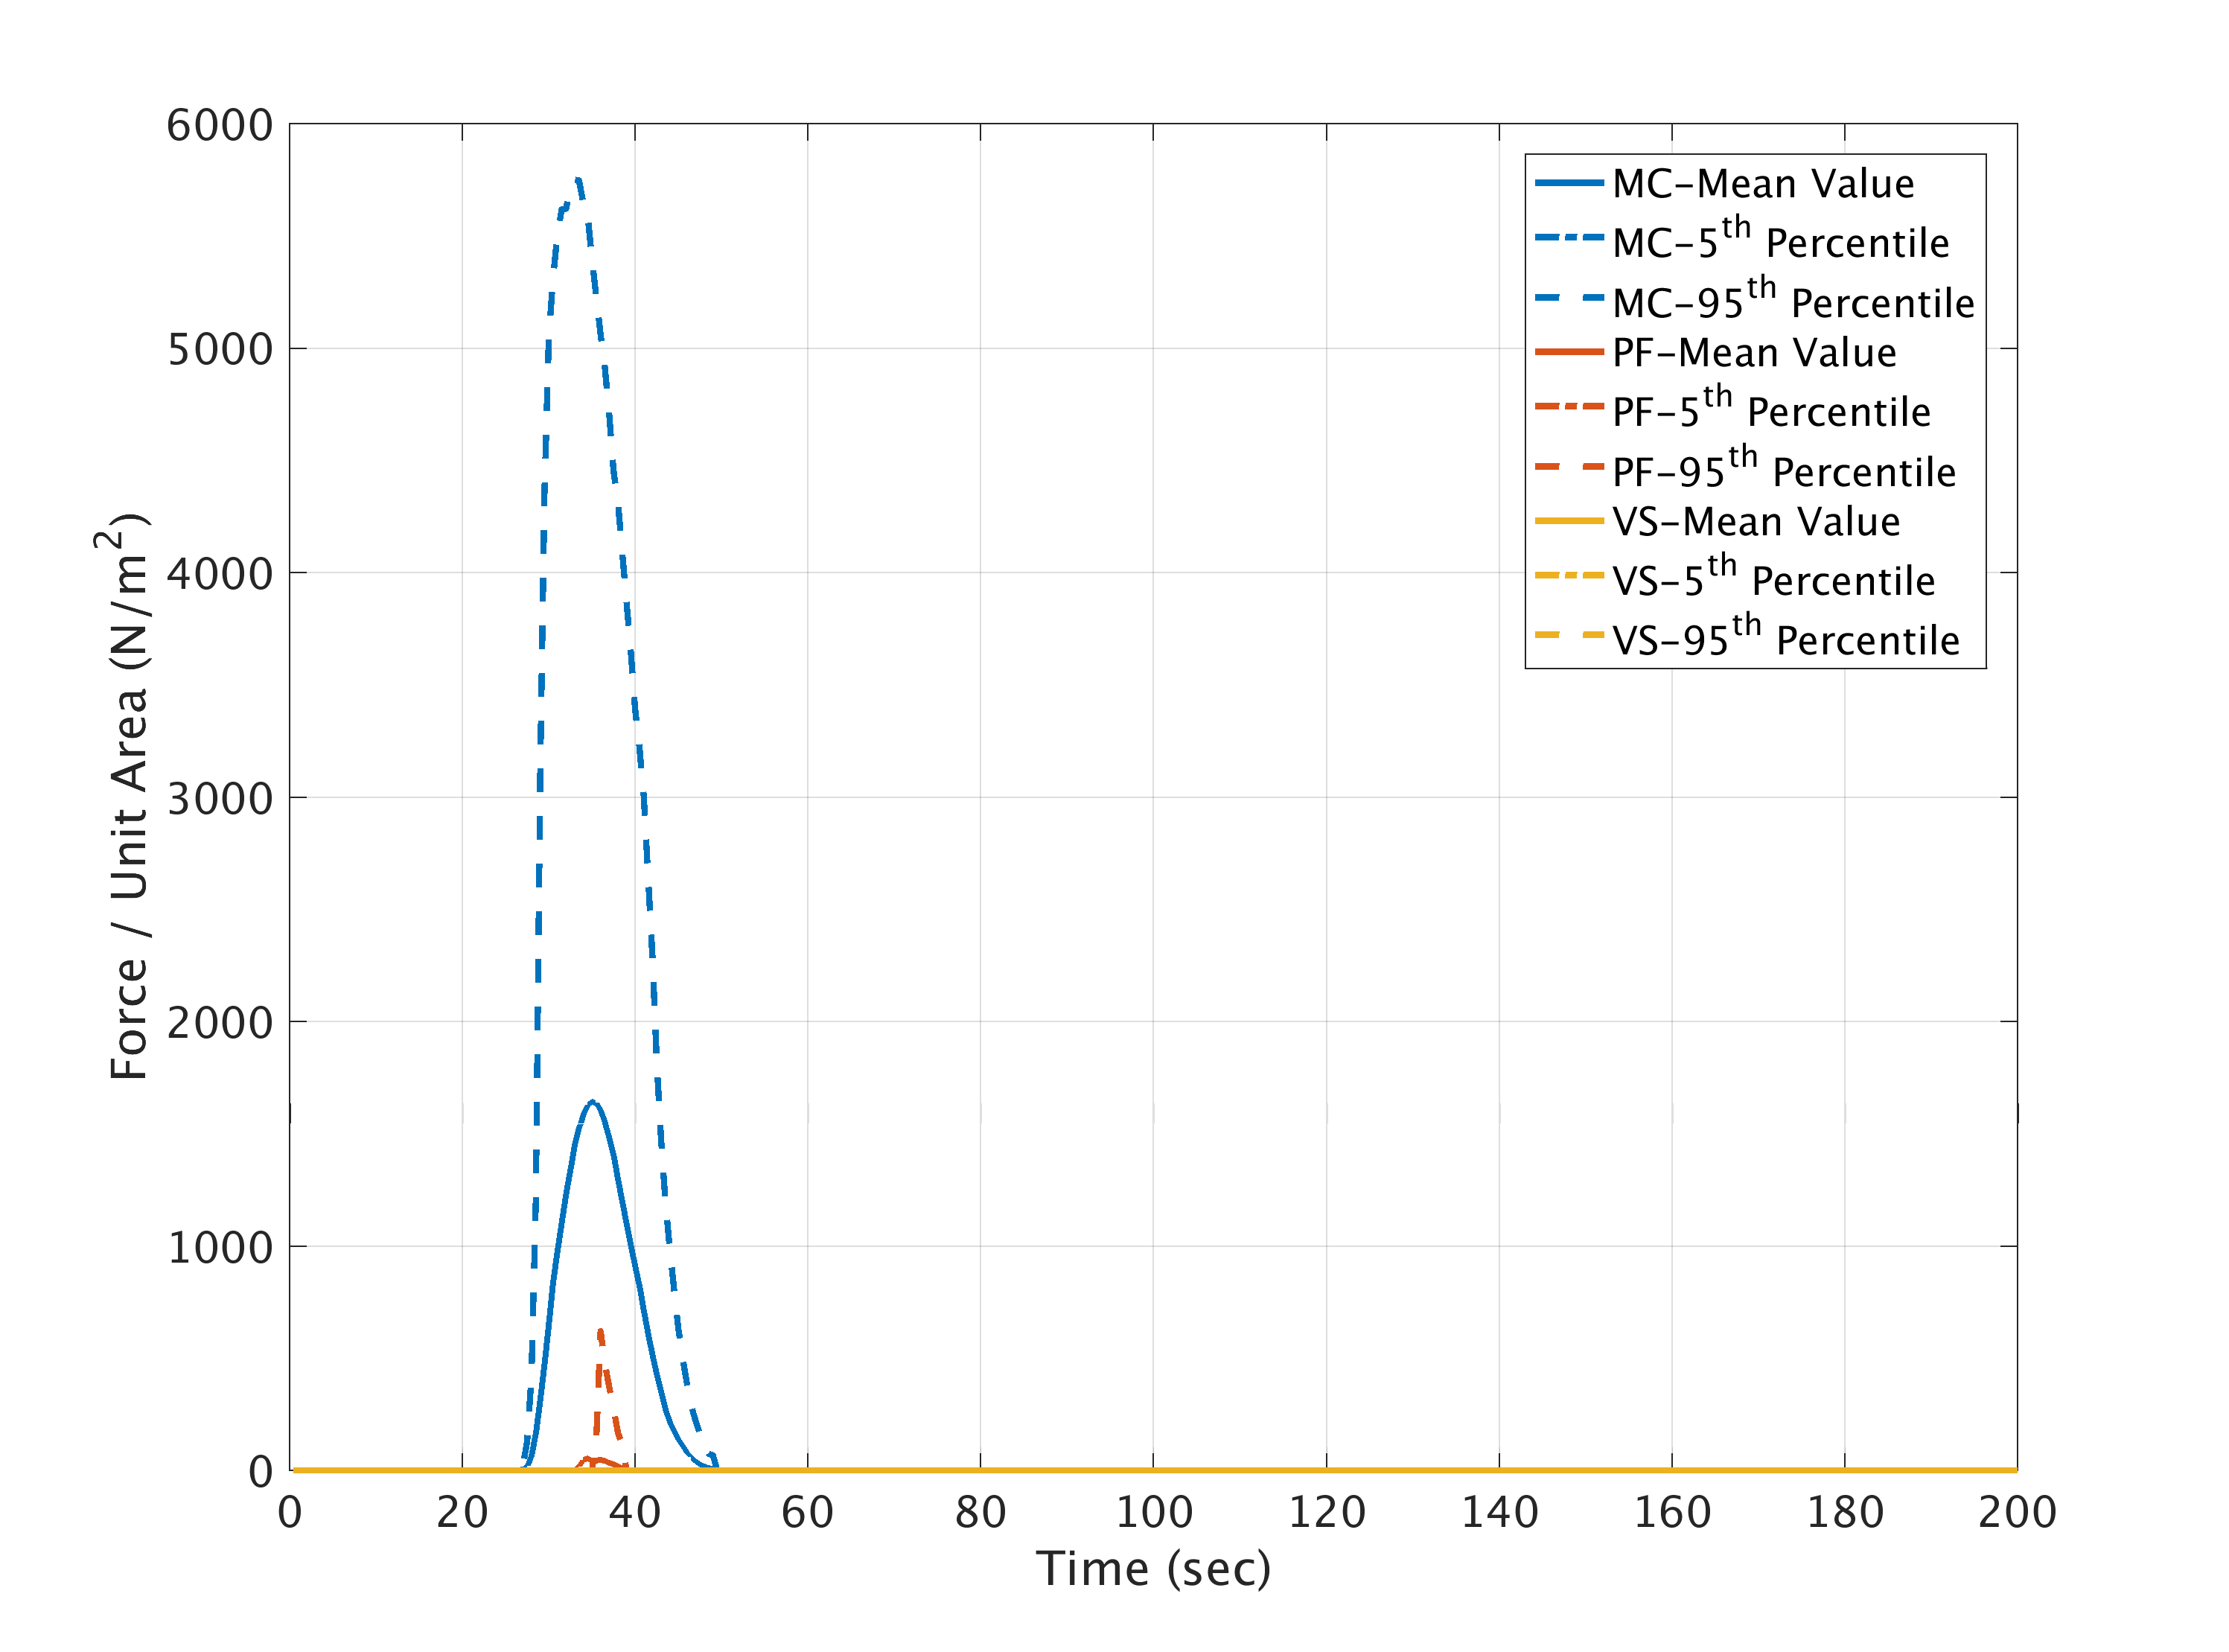 6000
5000
4000
3000
2000
1000
0
Force / Unit Area (N/m²)
MC–Mean Value
MC–5ᵗʰ Percentile
MC–95ᵗʰ Percentile
PF–Mean Value
PF–5ᵗʰ Percentile
PF–95ᵗʰ Percentile
VS–Mean Value
VS–5ᵗʰ Percentile
VS–95ᵗʰ Percentile
0 20 40 60 80 100 120 140 160 180 200
Time (sec)